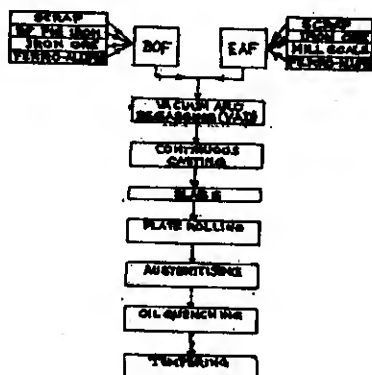 SCRAP
IRON ORE
BOF
EAF
SCRAP
IRON ORE
MILL SCALE
VACUUM ARC
DEGASSING (VAD)
CONTINUOUS
CASTING
SLABS
PLATE ROLLING
AUSTENITISING
OIL QUENCHING
TEMPERING